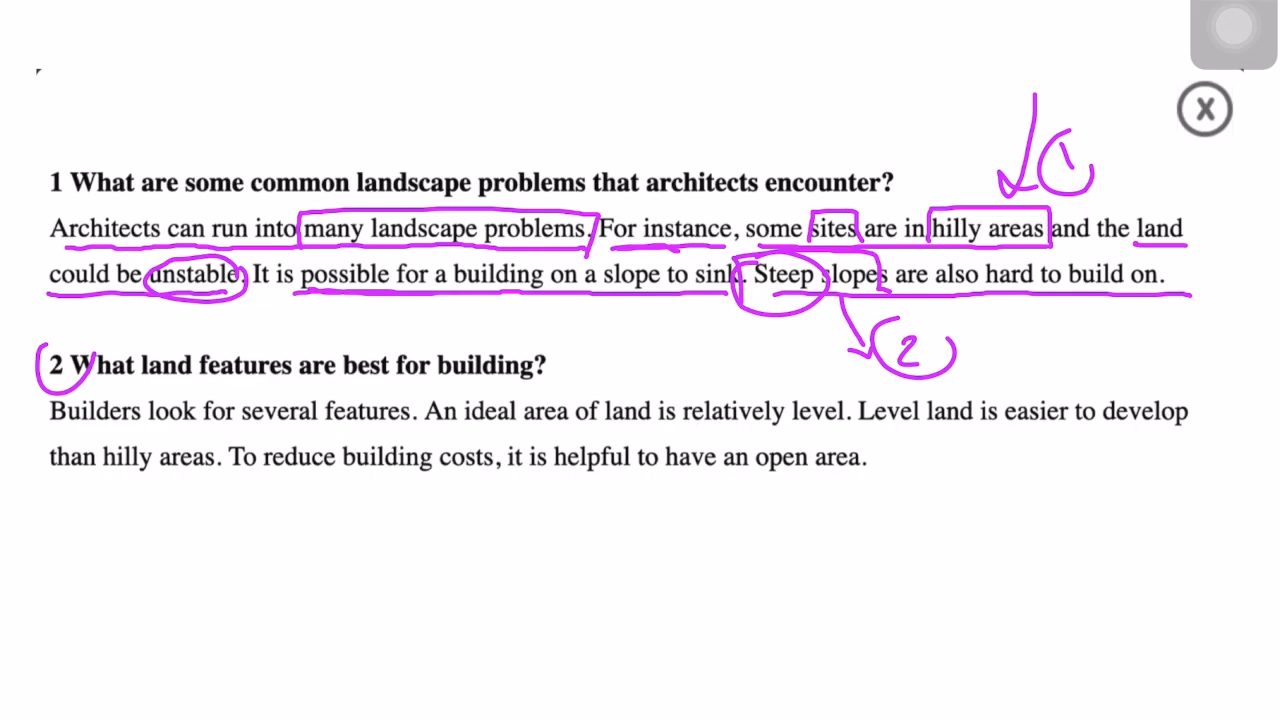 1 What are some common landscape problems that architects encounter?
Architects can run into many landscape problems. For instance, some sites are in hilly areas and the land
could be unstable. It is possible for a building on a slope to sink. Steep slopes are also hard to build on.
2 What land features are best for building?
Builders look for several features. An ideal area of land is relatively level. Level land is easier to develop
than hilly areas. To reduce building costs, it is helpful to have an open area.
X
1
2